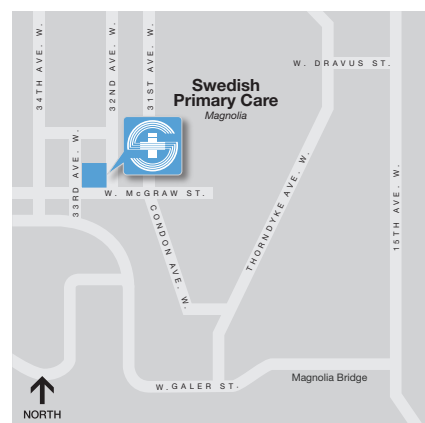 34TH AVE. W.
32ND AVE. W.
31ST AVE. W.
W. DRAVUS ST.
Swedish
Primary Care
Magnolia
33RD AVE. W.
W. McGRAW ST.
CONDON AVE. W.
THORNDYKE AVE. W.
15TH AVE. W.
W.GALER ST.
Magnolia Bridge
NORTH